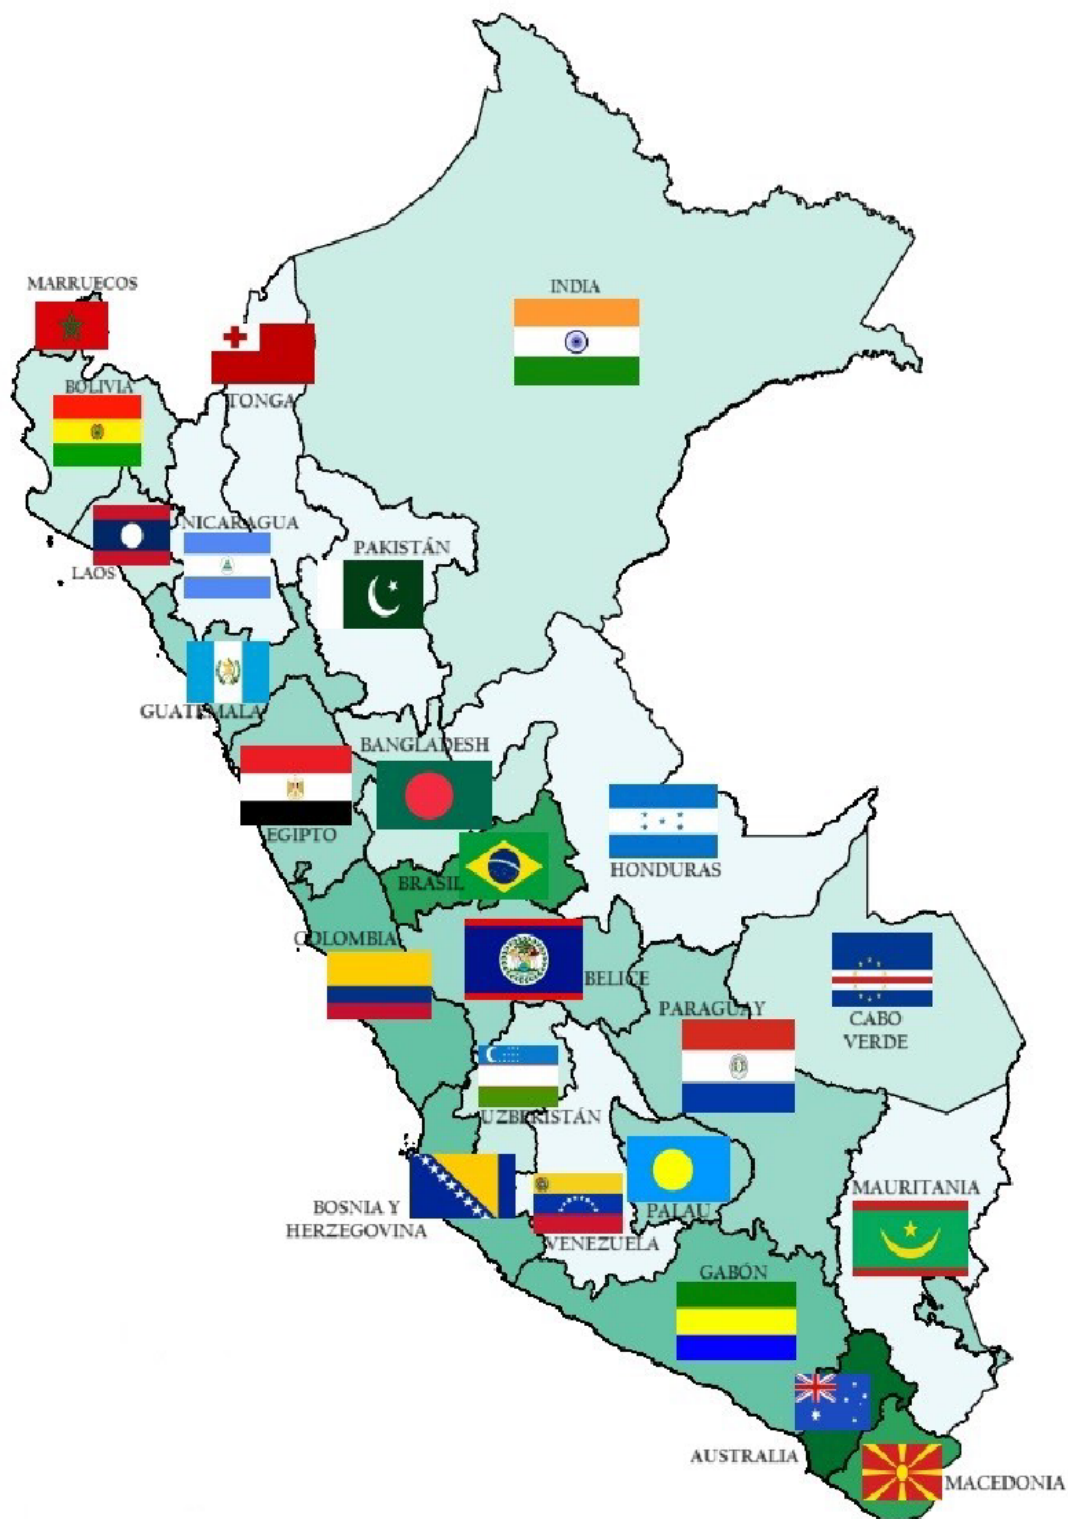 MARRUECOS
INDIA
BOLIVIA
TONGA
NICARAGUA
PAKISTÁN
LAOS
GUATEMALA
BANGLADESH
EGIPTO
HONDURAS
BRASIL
COLOMBIA
BELICE
PARAGUAY
CABO
VERDE
UZBERISTÁN
MAURITANIA
BOSNIA Y
HERZEGOVINA
PALAU
VENEZUELA
GABÓN
AUSTRALIA
MACEDONIA